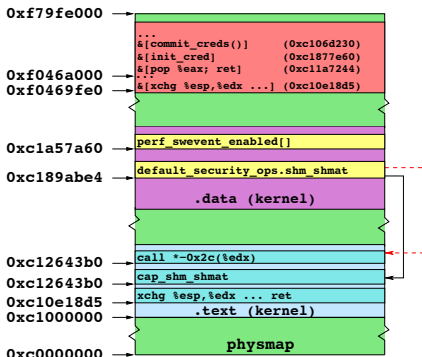 0xf79fe000
...
&[commit_creds()] (0xc106d230)
&[init_cred] (0xc1877e60)
&[pop %eax; ret] (0xc11a7244)
0xf046a000
...
&[xchg %esp,%edx ...] (0xc10e18d5)
0xf0469fe0
perf_swevent_enabled[]
0xc1a57a60
default_security_ops.shm_shmat
0xc189abe4
.data (kernel)
call *-0x2c(%edx)
0xc12643b0
cap_shm_shmat
0xc12643b0
xchg %esp,%edx ... ret
0xc10e18d5
.text (kernel)
0xc1000000
physmap
0xc0000000